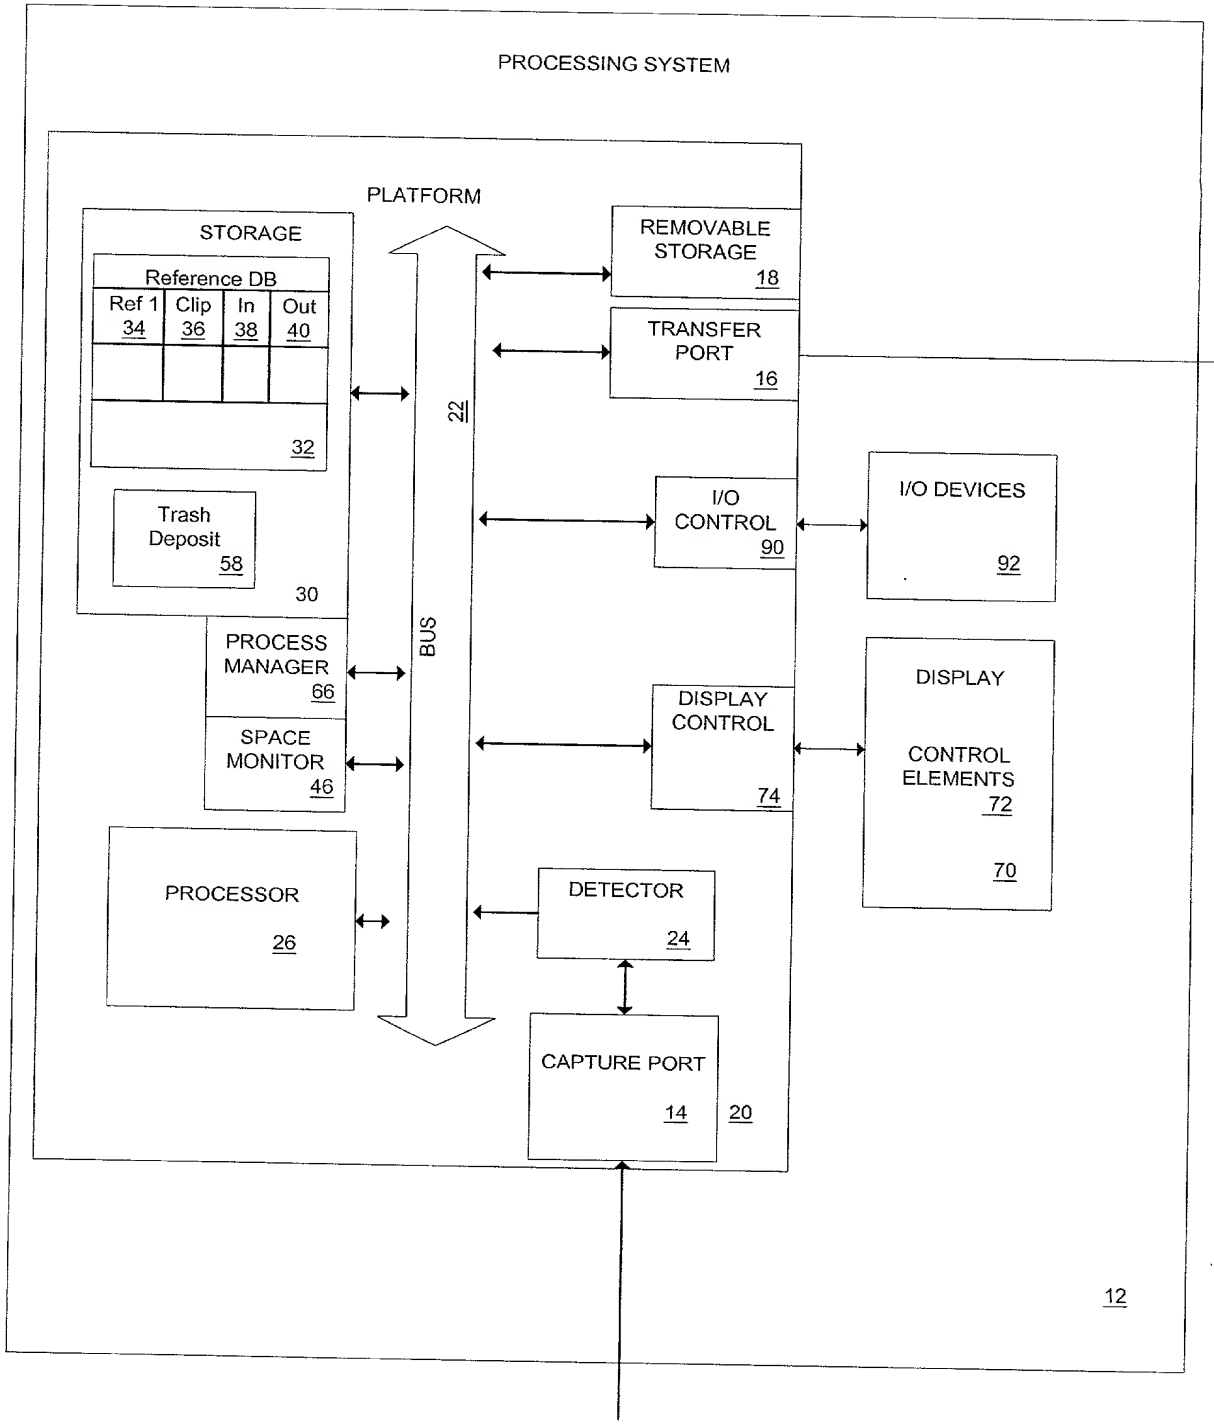 PROCESSING SYSTEM
PLATFORM
STORAGE
Reference DB
Ref 1
34
Clip
36
In
38
Out
40
32
Trash
Deposit
58
30
PROCESS
MANAGER
66
SPACE
MONITOR
46
PROCESSOR
26
22
BUS
REMOVABLE
STORAGE
18
TRANSFER
PORT
16
I/O
CONTROL
90
I/O DEVICES
92
DISPLAY
CONTROL
74
DISPLAY
CONTROL
ELEMENTS
72
70
DETECTOR
24
CAPTURE PORT
14
20
12